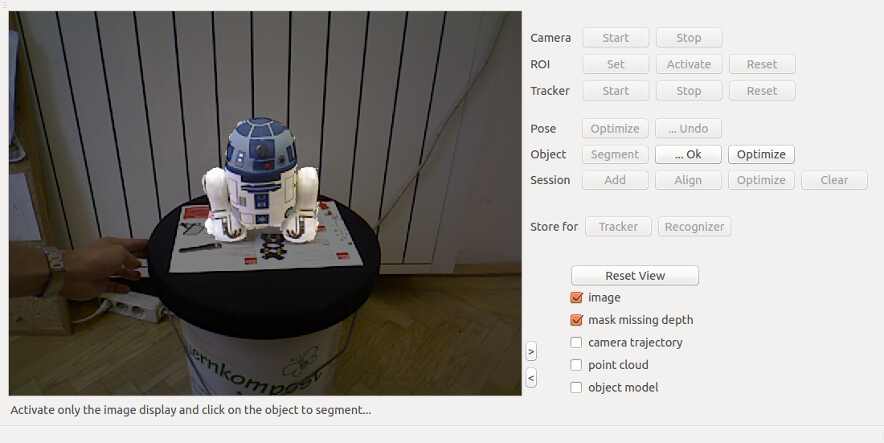 Camera Start Stop
ROI Set Activate Reset
Tracker Start Stop Reset
Pose Optimize ... Undo
Object Segment ... Ok Optimize
Session Add Align Optimize Clear
Store for Tracker Recognizer
Reset View
image
mask missing depth
camera trajectory
point cloud
object model
>
<
ernkompost
Activate only the image display and click on the object to segment...